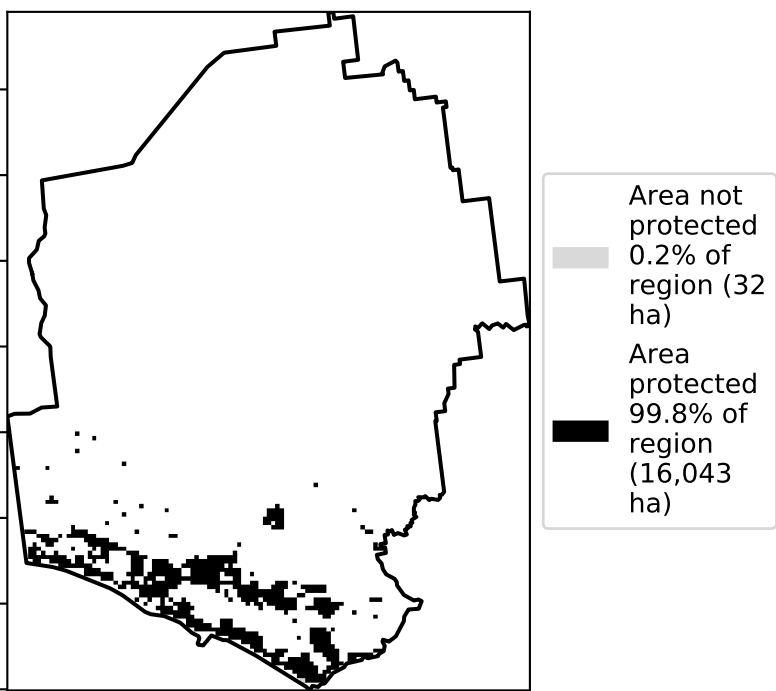 Area not
protected
0.2% of
region (32
ha)
Area
protected
99.8% of
region
(16,043
ha)